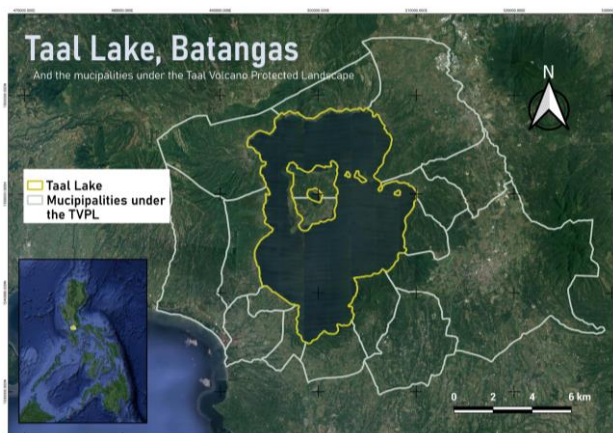 Taal Lake, Batangas
And the mucipalities under the Taal Volcano Protected Landscape
N
Taal Lake
Mucipipalities under
the TVPL
0 2 4 6 km